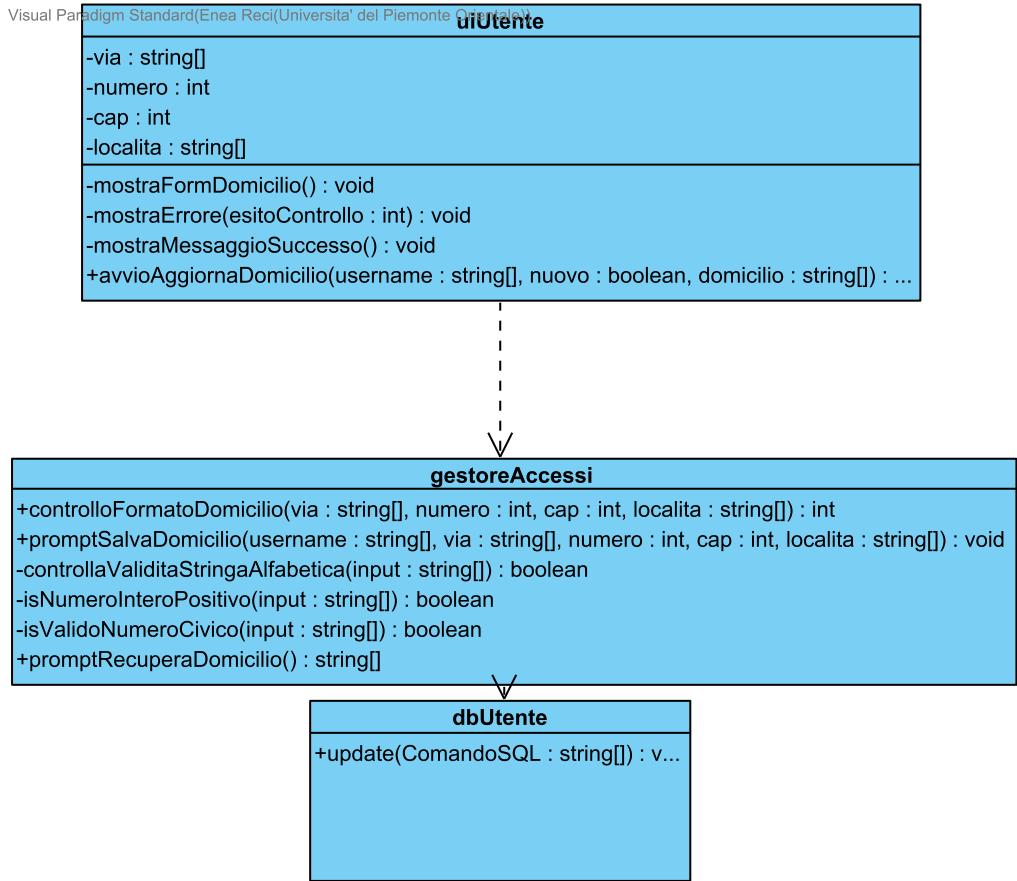 Visual Paradigm Standard(Enea Reci(Universita' del Piemonte Orientale))
uiUtente
-via : string[]
-numero : int
-cap : int
-localita : string[]
-mostraFormDomicilio() : void
-mostraErrore(esitoControllo : int) : void
-mostraMessaggioSuccesso() : void
+avvioAggiornaDomicilio(username : string[], nuovo : boolean, domicilio : string[]) : ...
gestoreAccessi
+controlloFormatoDomicilio(via : string[], numero : int, cap : int, localita : string[]) : int
+promptSalvaDomicilio(username : string[], via : string[], numero : int, cap : int, localita : string[]) : void
-controllaValiditaStringaAlfabetica(input : string[]) : boolean
-isNumeroInteroPositivo(input : string[]) : boolean
-isValidoNumeroCivico(input : string[]) : boolean
+promptRecuperaDomicilio() : string[]
dbUtente
+update(ComandoSQL : string[]) : v...